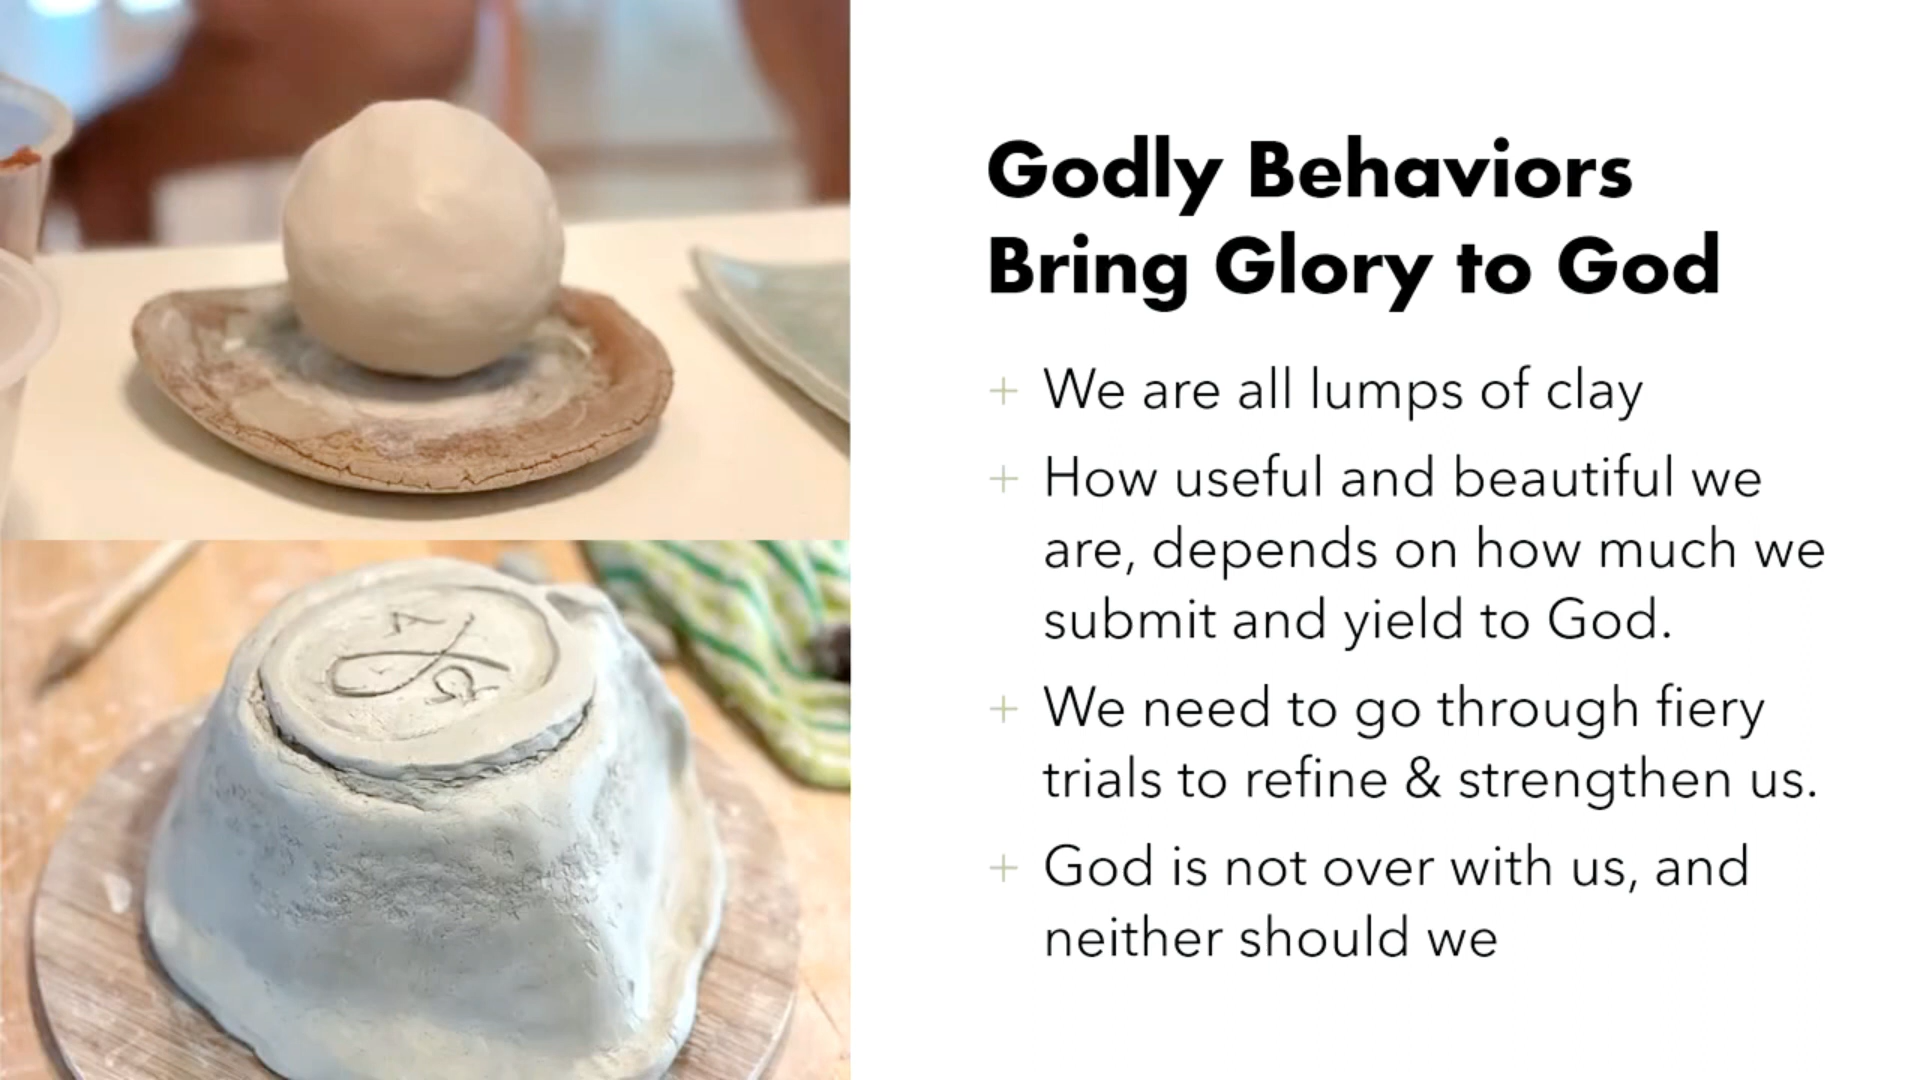 Godly Behaviors
Bring Glory to God
+ We are all lumps of clay
+ How useful and beautiful we
are, depends on how much we
submit and yield to God.
+ We need to go through fiery
trials to refine & strengthen us.
+ God is not over with us, and
neither should we